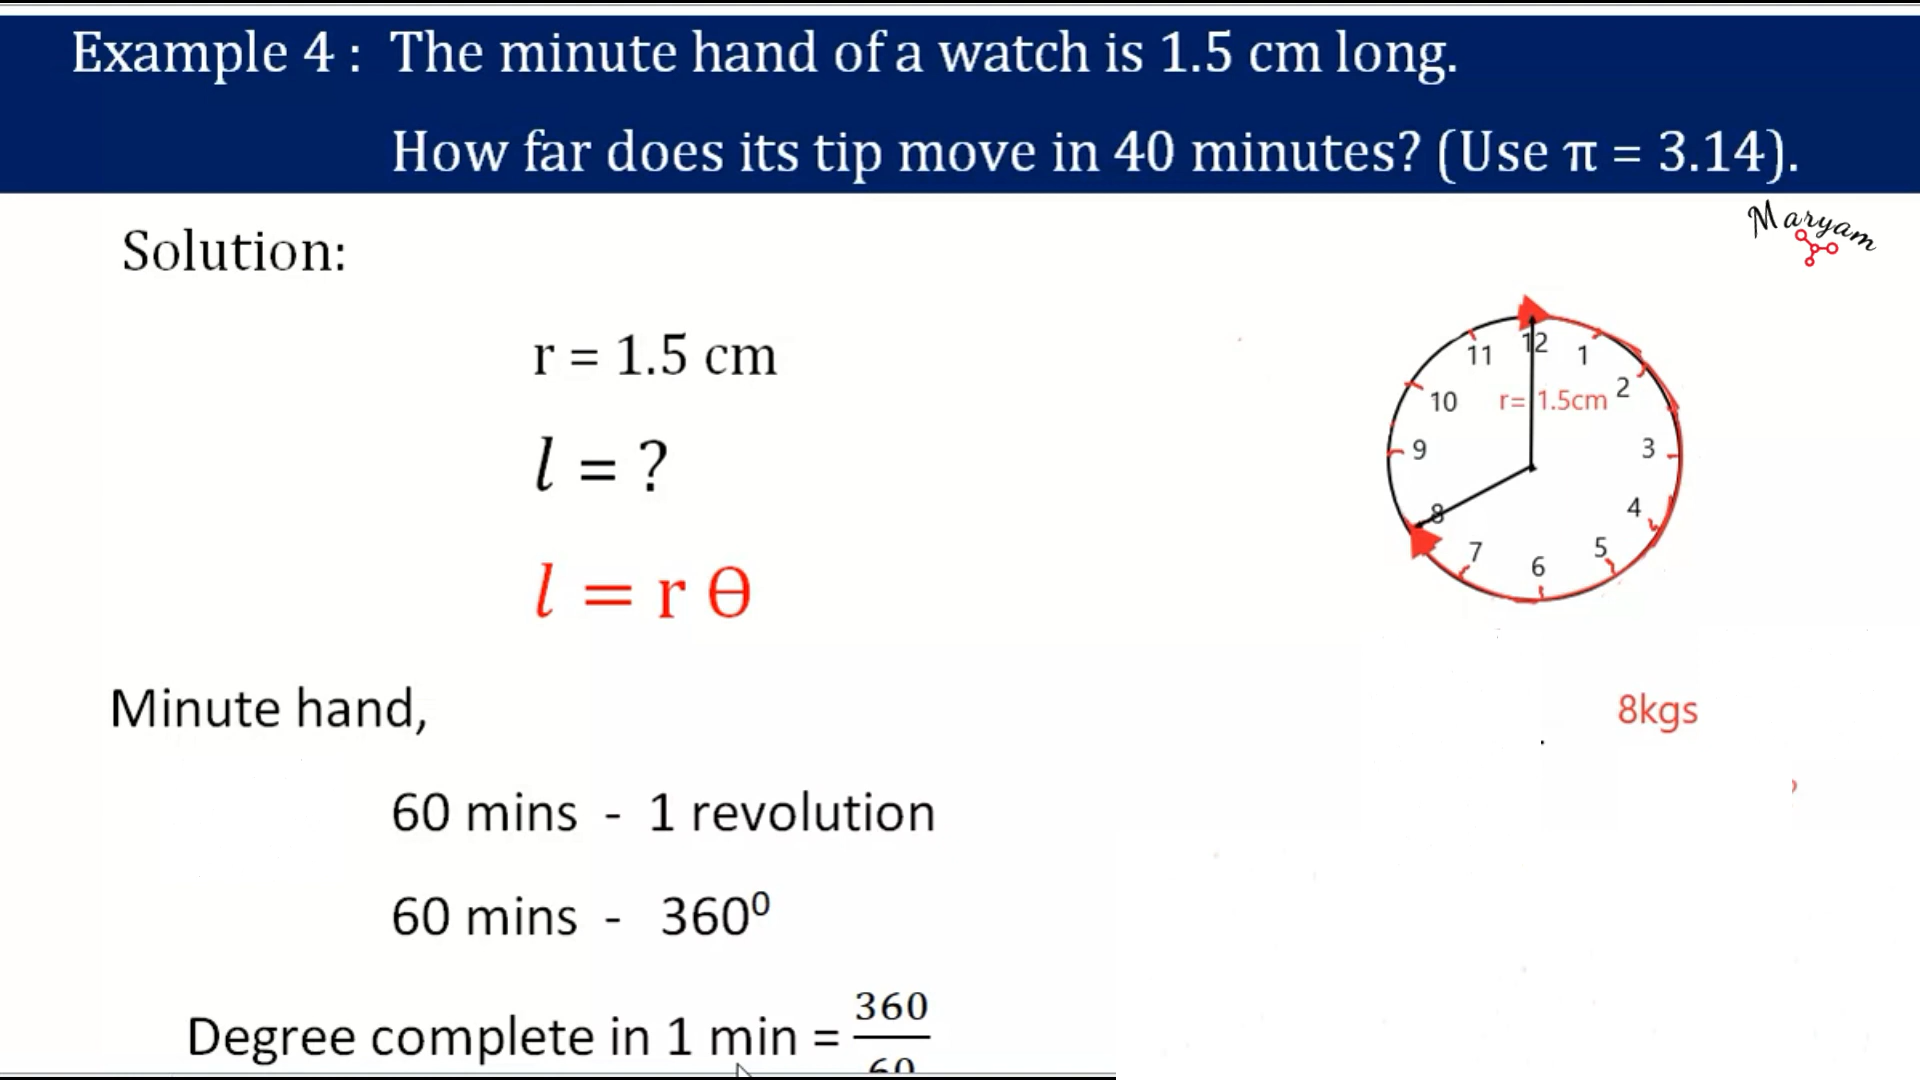 Example 4 : The minute hand of a watch is 1.5 cm long.
How far does its tip move in 40 minutes? (Use π = 3.14).
Maryam
Solution:
r = 1.5 cm
l = ?
l = r θ
12
11
1
10
2
r= 1.5cm
9
3
8
4
7
5
6
Minute hand,
8kgs
60 mins - 1 revolution
60 mins - 360⁰
Degree complete in 1 min = 360
60